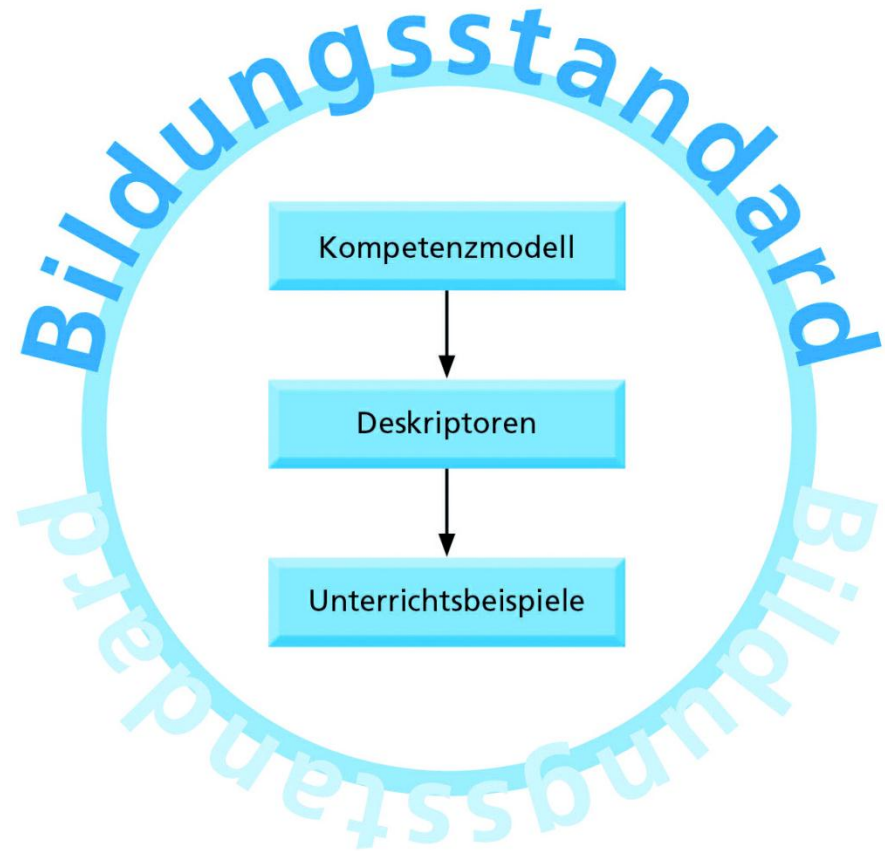 Bildungsstandard
Kompetenzmodell
Deskriptoren
Unterrichtsbeispiele
Bildungsstandard